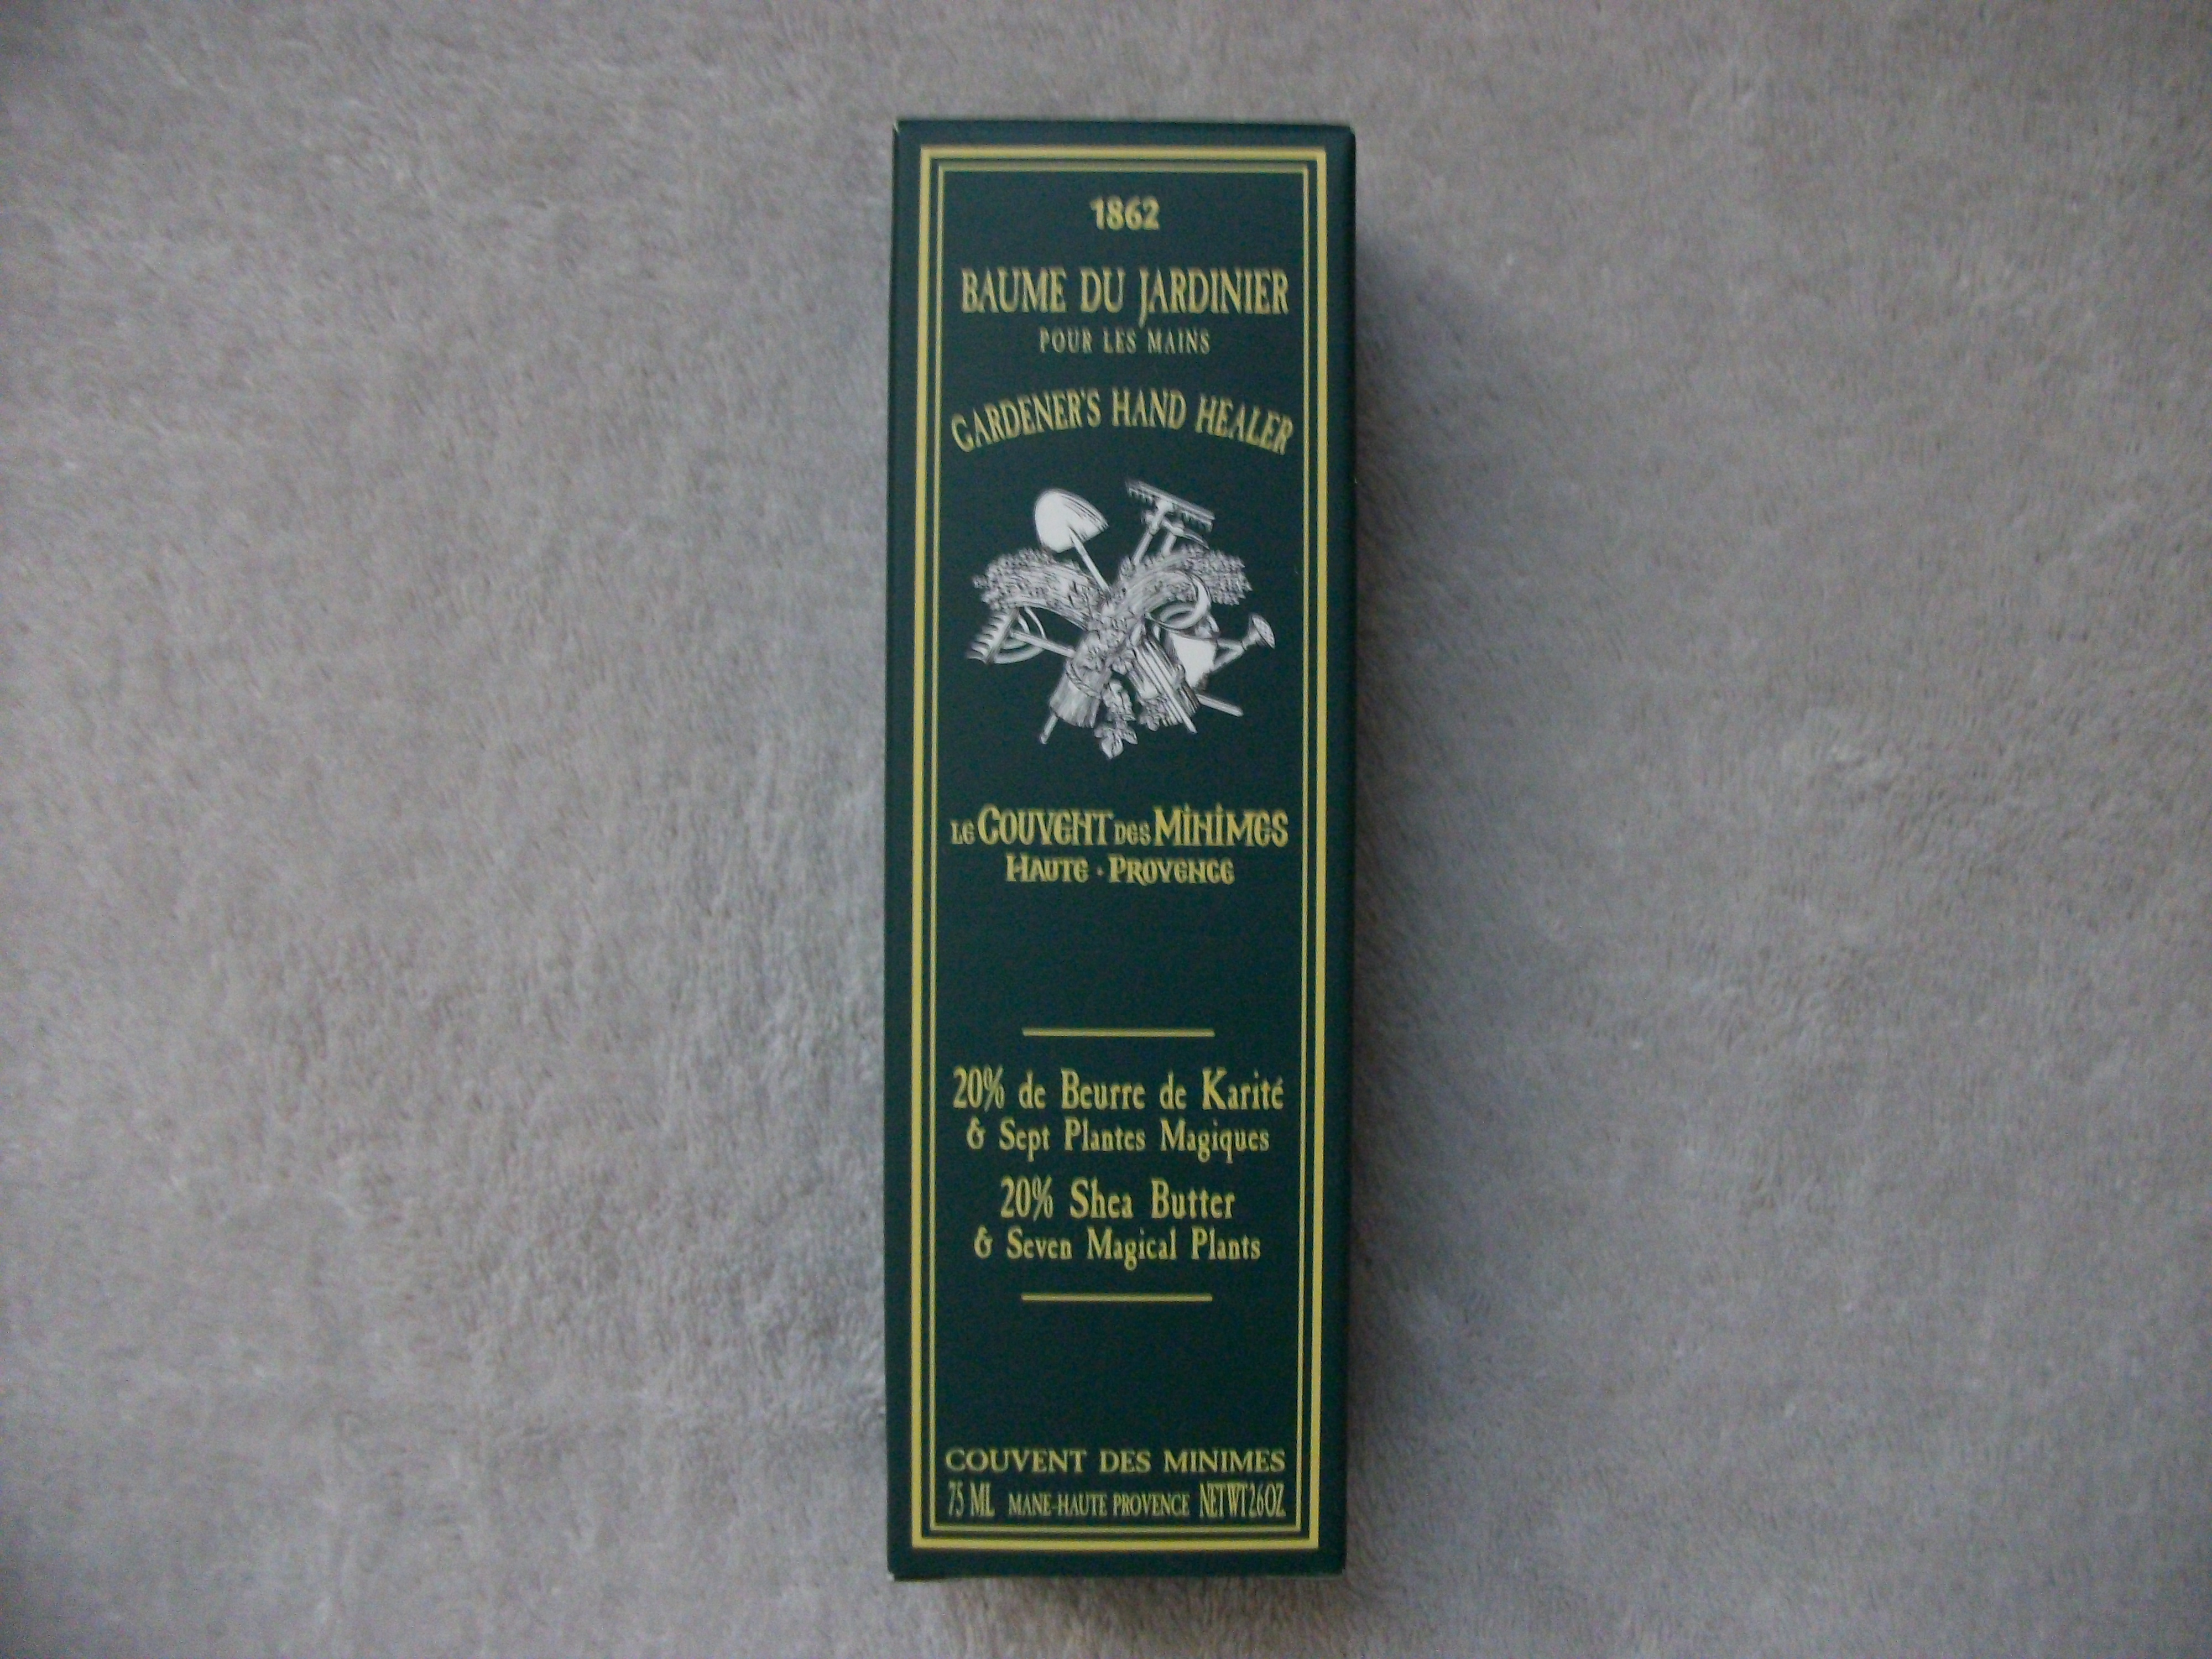 1862
BAUME DU JARDINIER
POUR LES MAINS
GARDENER'S HAND HEALER
LE COUVENT DES MINIMES
HAUTE · PROVENCE
20% de Beurre de Karité
& Sept Plantes Magiques
20% Shea Butter
& Seven Magical Plants
COUVENT DES MINIMES
75 ML MANE-HAUTE PROVENCE NET WT 2.6 OZ.